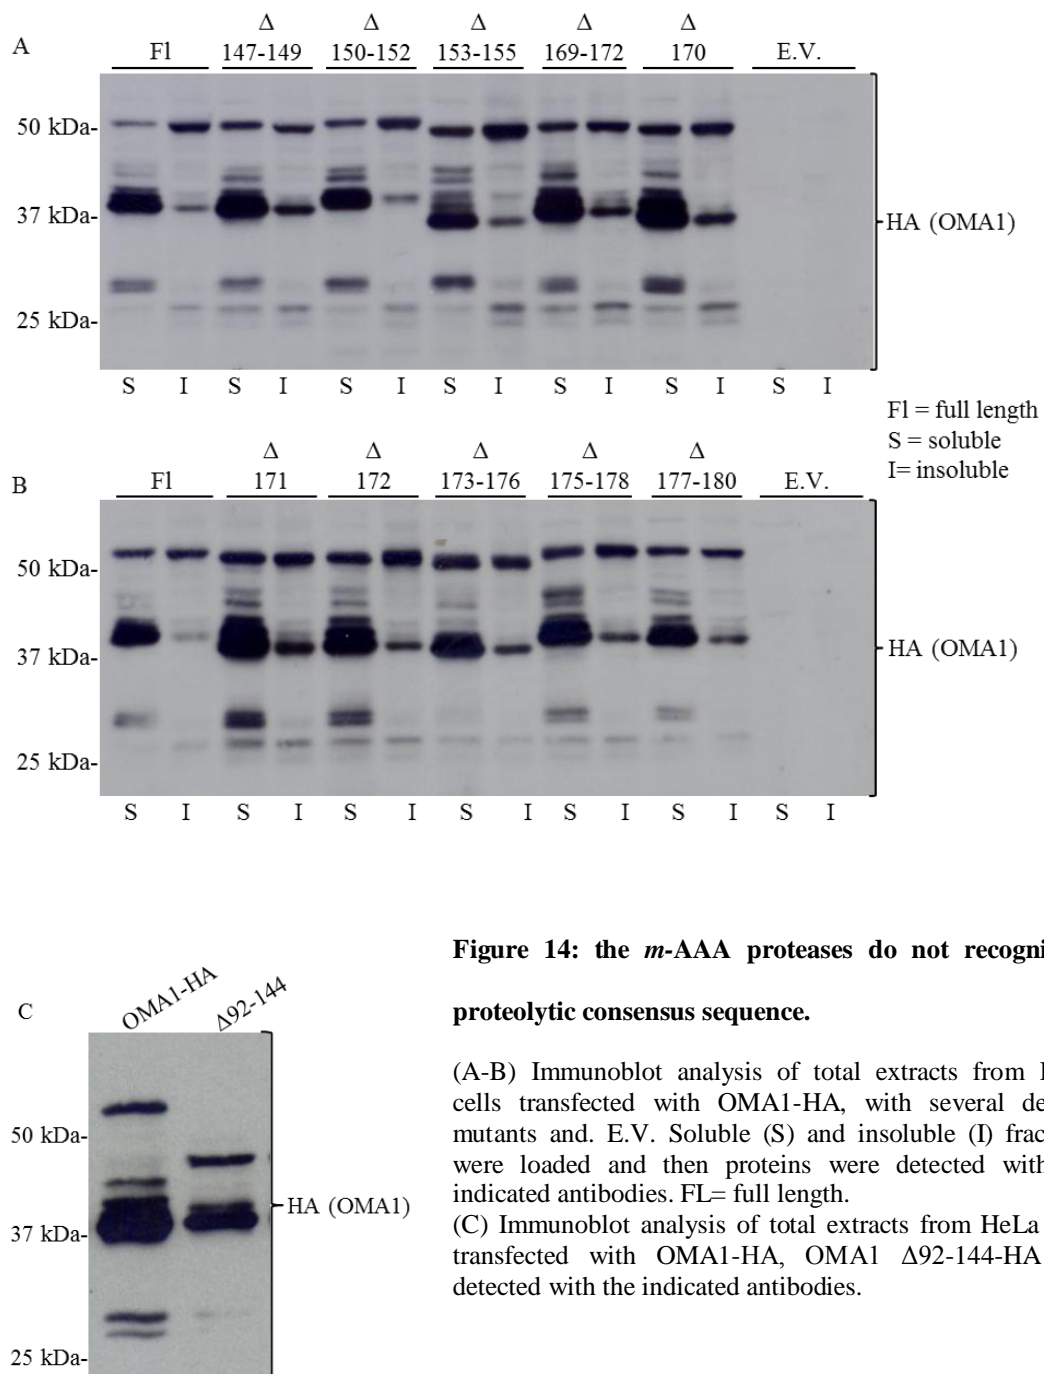 A
Δ Δ Δ Δ Δ
Fl 147-149 150-152 153-155 169-172 170 E.V.
50 kDa-
37 kDa-
HA (OMA1)
25 kDa-
S I S I S I S I S I S I S I
Fl = full length
S = soluble
I= insoluble
Δ Δ Δ Δ Δ
B Fl 171 172 173-176 175-178 177-180 E.V.
50 kDa-
37 kDa-
HA (OMA1)
25 kDa-
S I S I S I S I S I S I S I
C
OMA1-HA Δ92-144
50 kDa-
HA (OMA1)
37 kDa-
25 kDa-
Figure 14: the m-AAA proteases do not
proteolytic consensus sequence.
(A-B) Immunoblot analysis of total extracts from
cells transfected with OMA1-HA, with several
mutants and. E.V. Soluble (S) and insoluble (I)
were loaded and then proteins were detected with
indicated antibodies. FL= full length.
(C) Immunoblot analysis of total extracts from HeLa
transfected with OMA1-HA, OMA1 Δ92-144-HA
detected with the indicated antibodies.